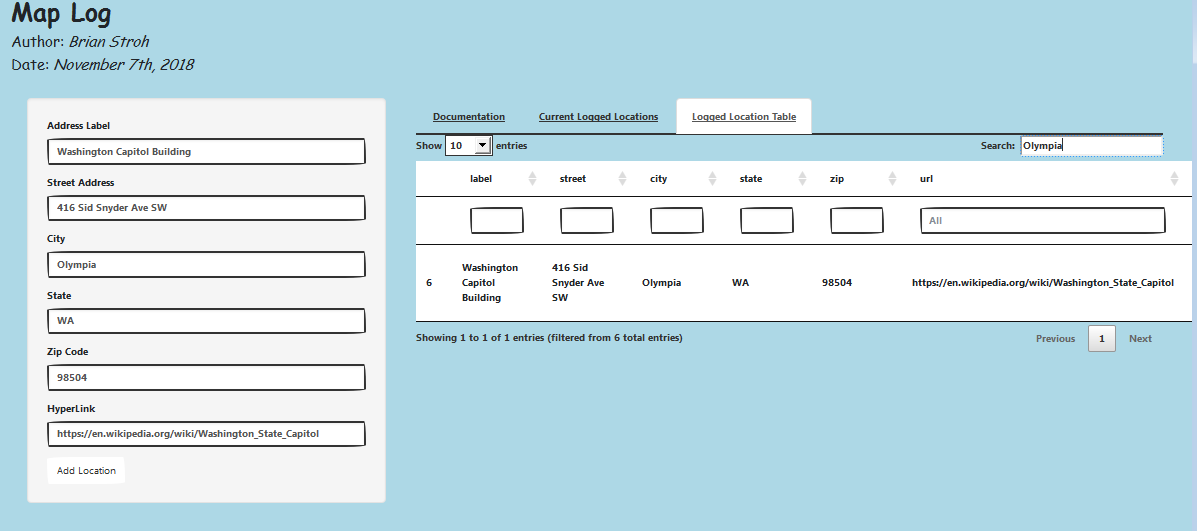 Map Log
Author: Brian Stroh
Date: November 7th, 2018
Address Label
Washington Capitol Building
Street Address
416 Sid Snyder Ave SW
City
Olympia
State
WA
Zip Code
98504
HyperLink
https://en.wikipedia.org/wiki/Washington_State_Capitol
Add Location
Documentation Current Logged Locations Logged Location Table
Show 10 entries Search: Olympia
label street city state zip url
All
Washington 416 Sid
6 Capitol Snyder Ave Olympia WA 98504 https://en.wikipedia.org/wiki/Washington_State_Capitol
Building SW
Showing 1 to 1 of 1 entries (filtered from 6 total entries) Previous 1 Next